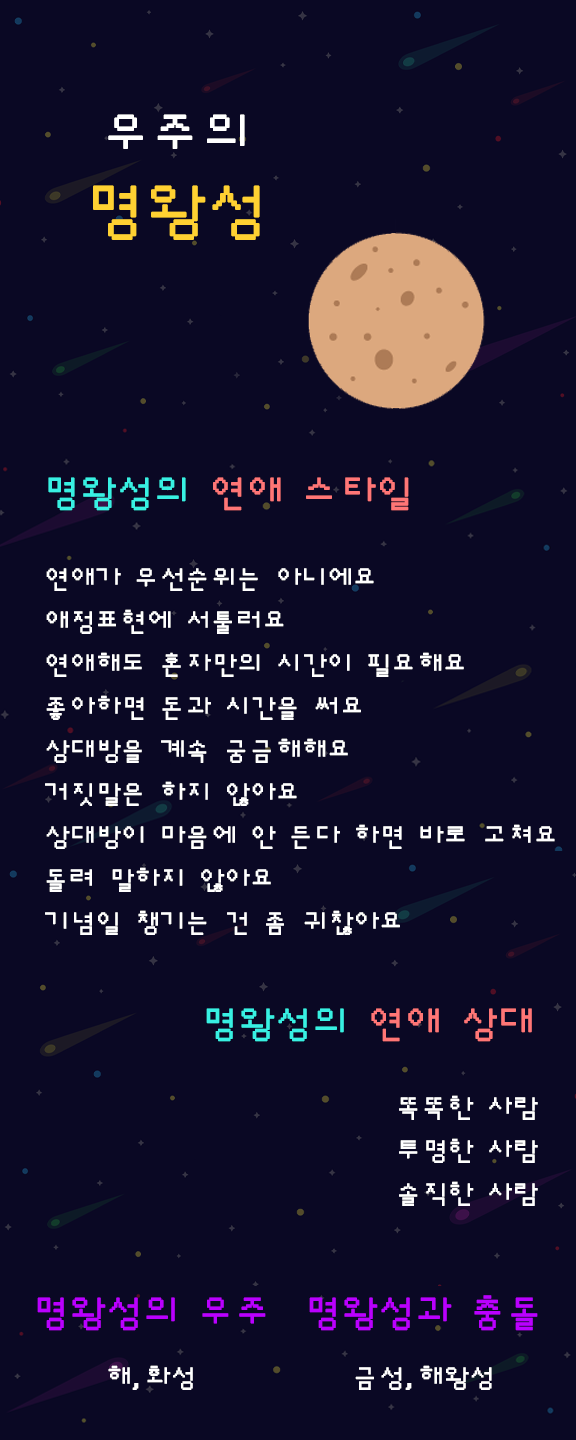 우주의
명왕성
명왕성의 연애 스타일
연애가 우선순위는 아니에요
애정표현에 서툴러요
연애해도 혼자만의 시간이 필요해요
좋아하면 돈과 시간을 써요
상대방을 계속 궁금해해요
거짓말은 하지 않아요
상대방이 마음에 안 든다 하면 바로 고쳐요
돌려 말하지 않아요
기념일 챙기는 건 좀 귀찮아요
명왕성의 연애 상대
똑똑한 사람
투명한 사람
솔직한 사람
명왕성의 우주
해, 화성
명왕성과 충돌
금성, 해왕성